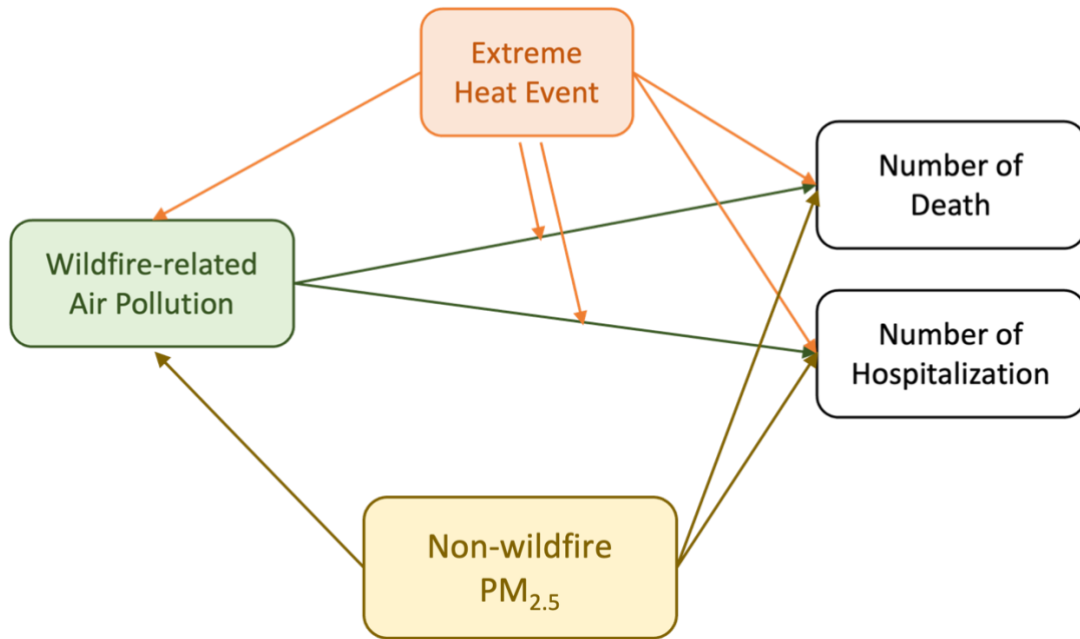 Extreme
Heat Event
Number of
Death
Wildfire-related
Air Pollution
Number of
Hospitalization
Non-wildfire
PM₂.₅